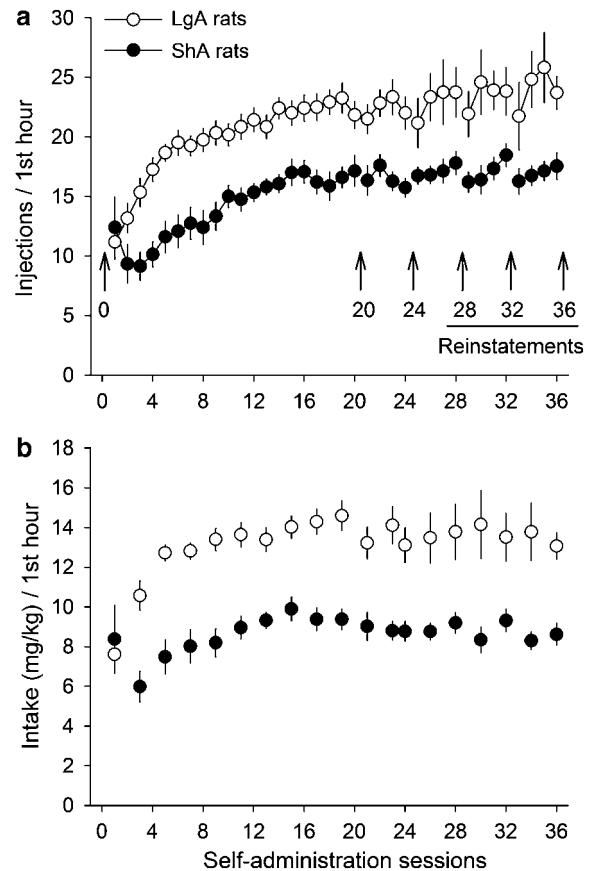 a
LgA rats
ShA rats
Injections / 1st hour
30
25
20
15
10
5
0
0
20
24
28
32
36
Reinstatements
0 4 8 12 16 20 24 28 32 36
b
Intake (mg/kg) / 1st hour
18
16
14
12
10
8
6
4
2
0
0 4 8 12 16 20 24 28 32 36
Self-administration sessions